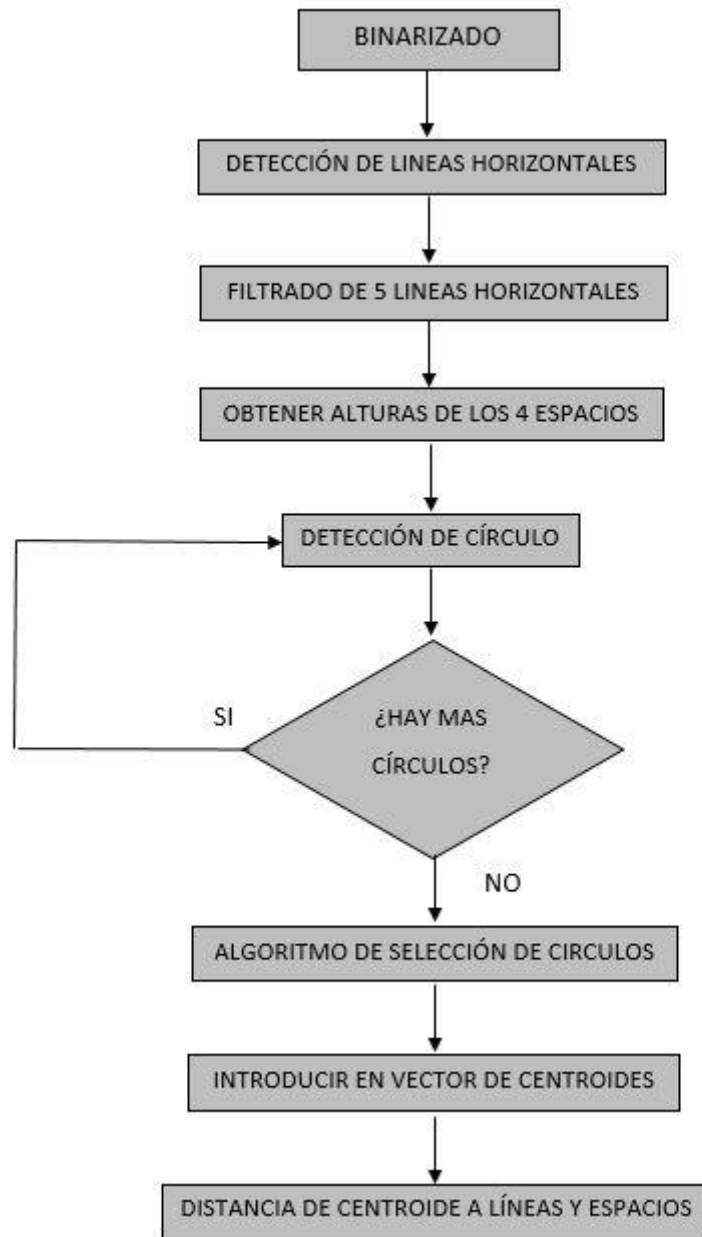 BINARIZADO
DETECCIÓN DE LINEAS HORIZONTALES
FILTRADO DE 5 LINEAS HORIZONTALES
OBTENER ALTURAS DE LOS 4 ESPACIOS
DETECCIÓN DE CÍRCULO
SI
¿HAY MAS
CÍRCULOS?
NO
ALGORITMO DE SELECCIÓN DE CIRCULOS
INTRODUCIR EN VECTOR DE CENTROIDES
DISTANCIA DE CENTROIDE A LÍNEAS Y ESPACIOS